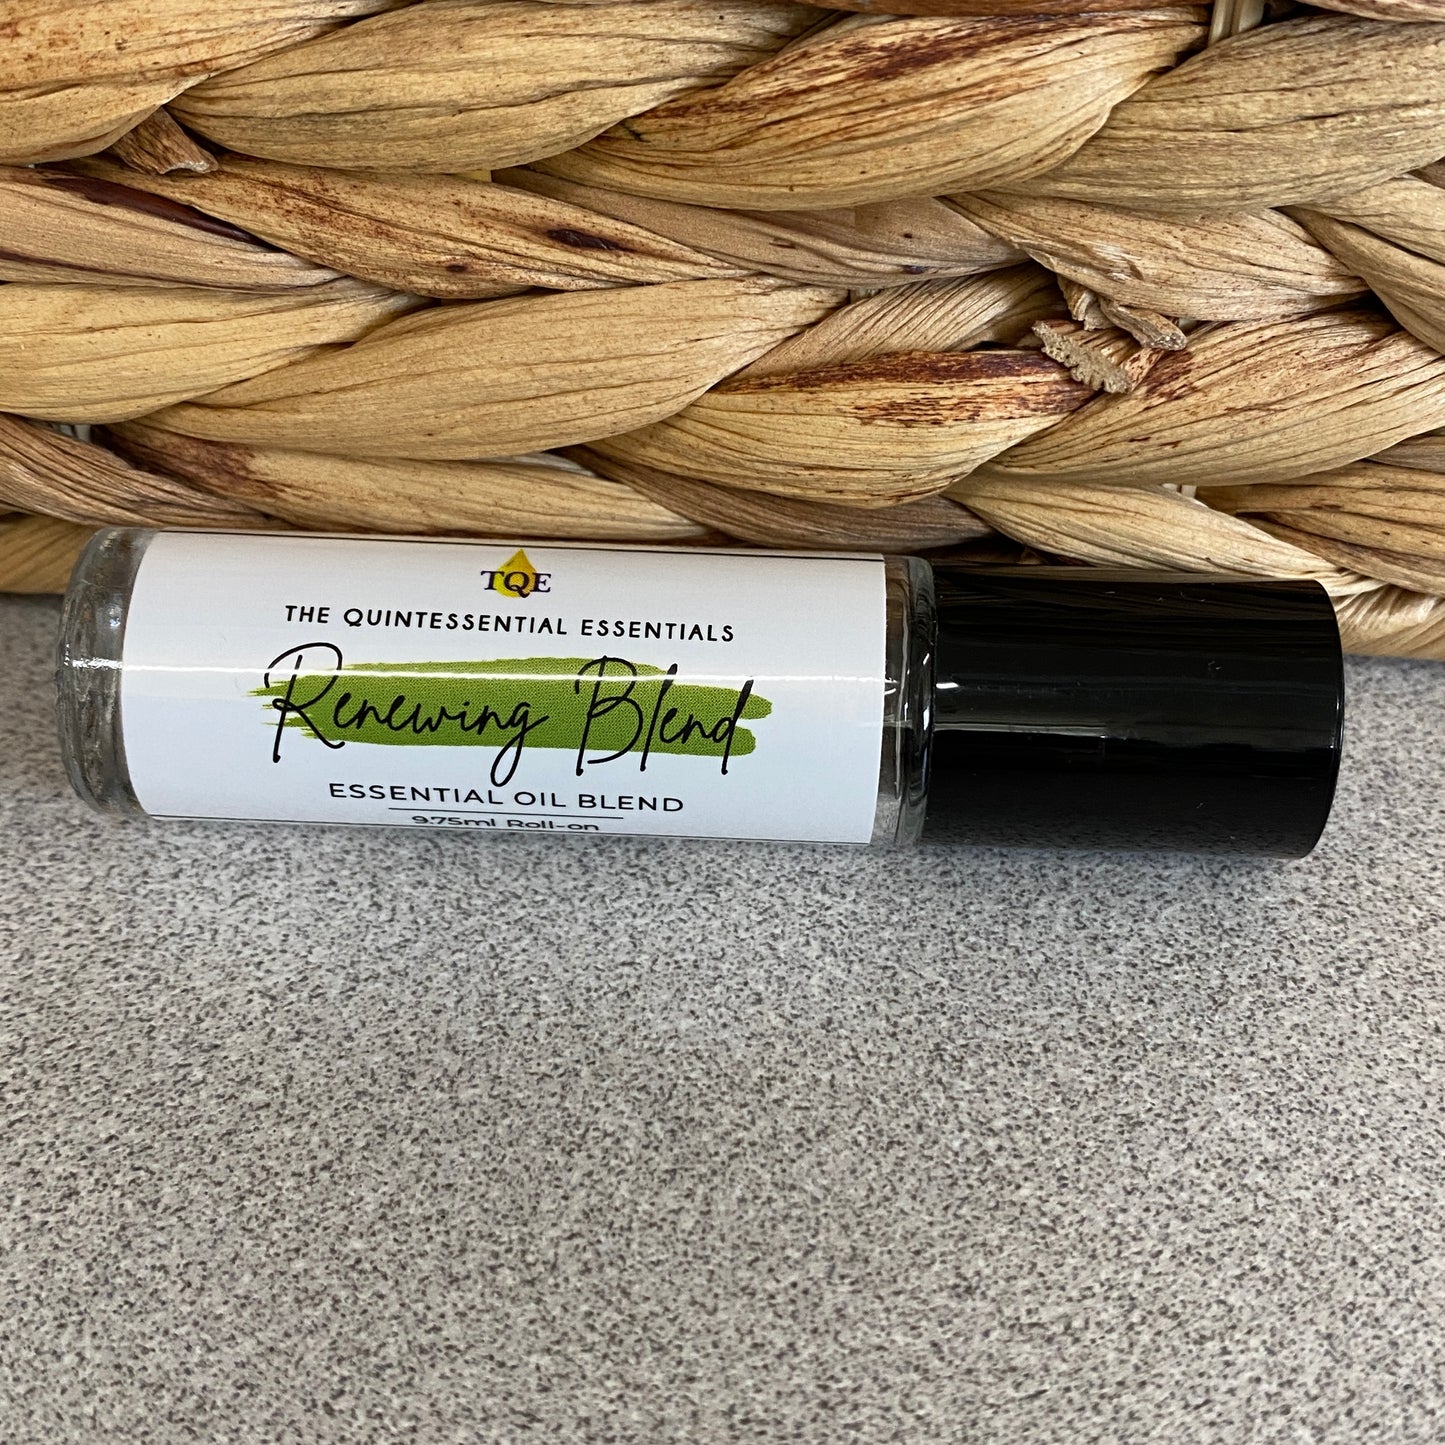 TQE
THE QUINTESSENTIAL ESSENTIALS
Renewing Blend
ESSENTIAL OIL BLEND
9.75ml Roll-on